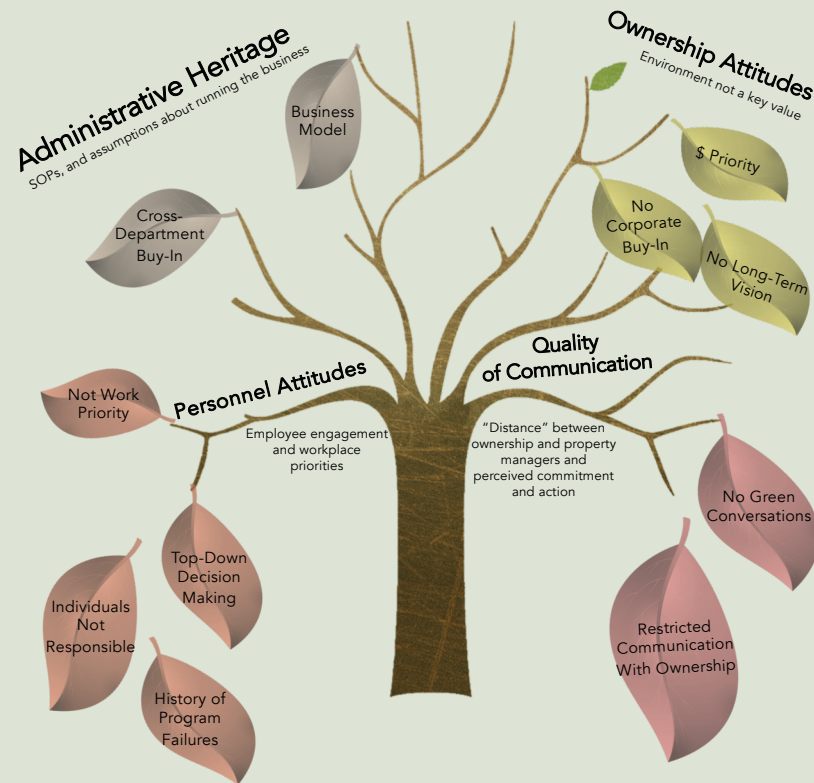 Administrative Heritage
SOPs, and assumptions about running the business
Business
Model
Cross-
Department
Buy-In
Ownership Attitudes
Environment not a key value
$ Priority
No
Corporate
Buy-In
No Long-Term
Vision
Personnel Attitudes
Employee engagement
and workplace
priorities
Not Work
Priority
Top-Down
Decision
Making
Individuals
Not
Responsible
History of
Program
Failures
Quality
of Communication
“Distance” between
ownership and property
managers and
perceived commitment
and action
No Green
Conversations
Restricted
Communication
With Ownership